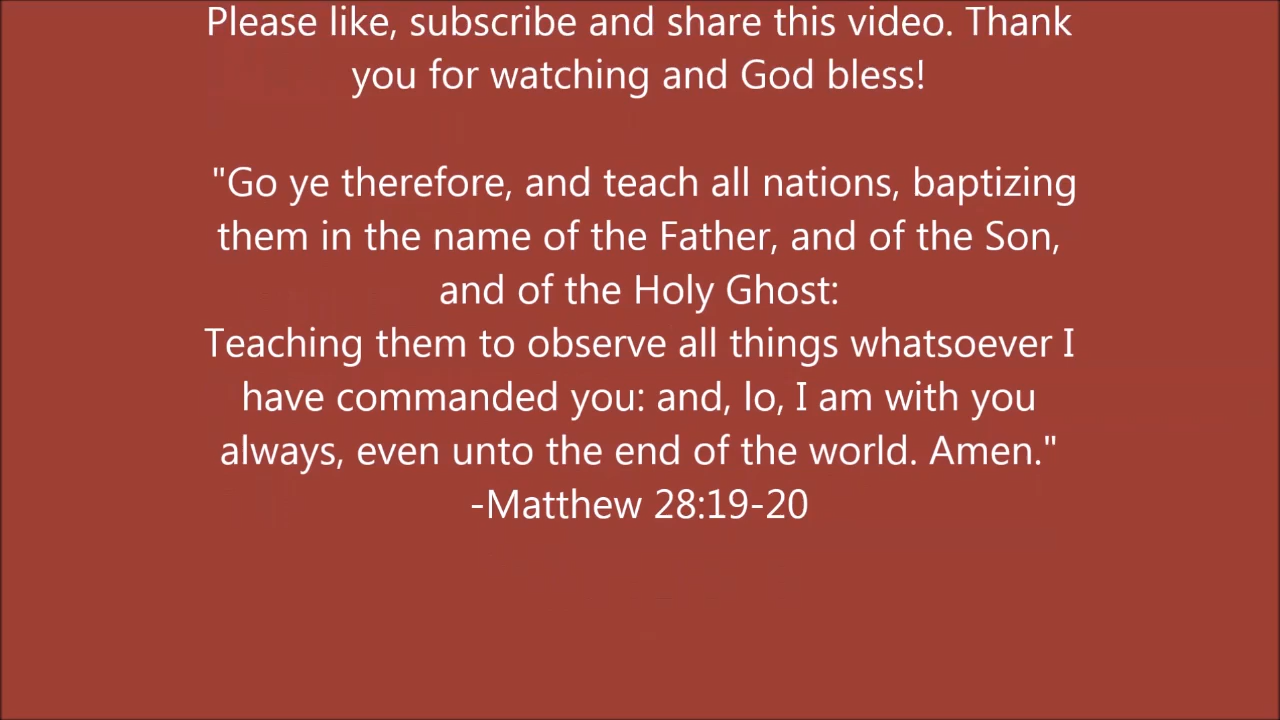 Please like, subscribe and share this video. Thank
you for watching and God bless!
"Go ye therefore, and teach all nations, baptizing
them in the name of the Father, and of the Son,
and of the Holy Ghost:
Teaching them to observe all things whatsoever I
have commanded you: and, lo, I am with you
always, even unto the end of the world. Amen."
-Matthew 28:19-20